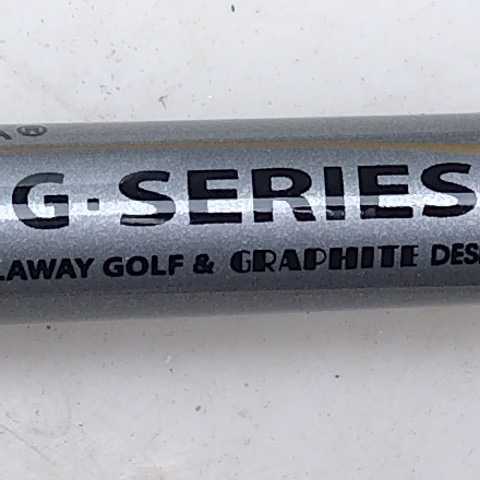 A®
G·SERIES
LAWAY GOLF & GRAPHITE DES